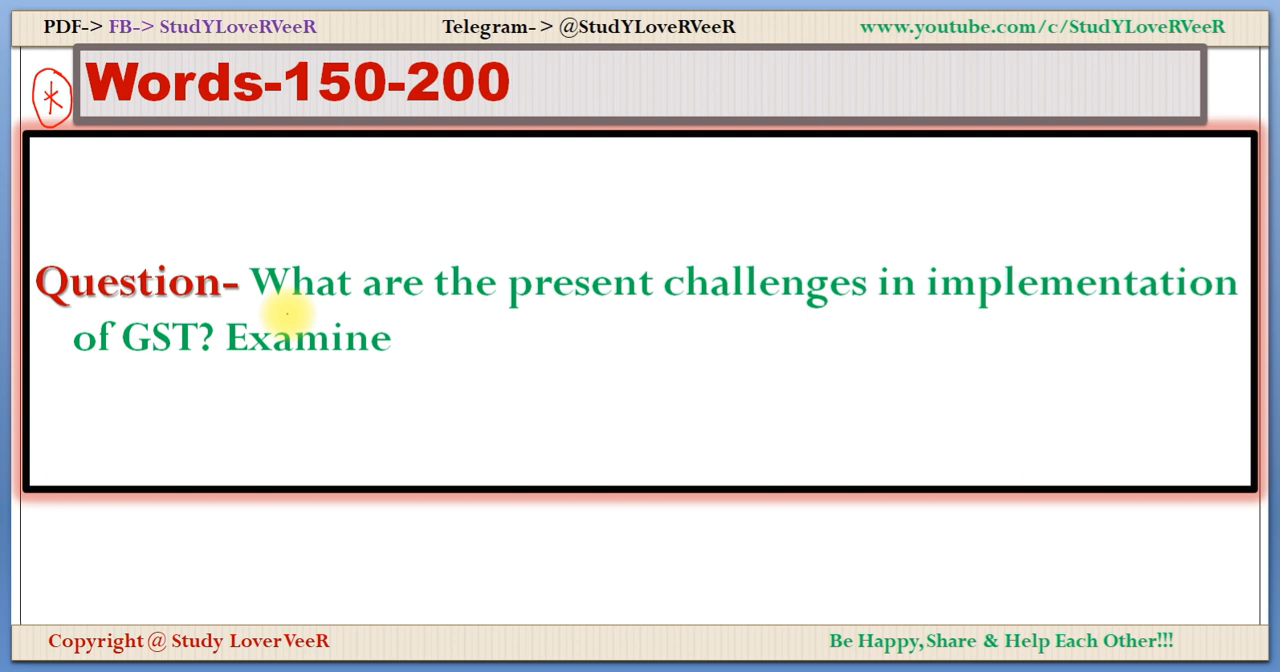 PDF-> FB-> StudYLoveRVeeR Telegram- > @StudYLoveRVeeR www.youtube.com/c/StudYLoveRVeeR
Words-150-200
Question- What are the present challenges in implementation
of GST? Examine
Copyright @ Study LoverVeeR Be Happy,Share & Help Each Other!!!